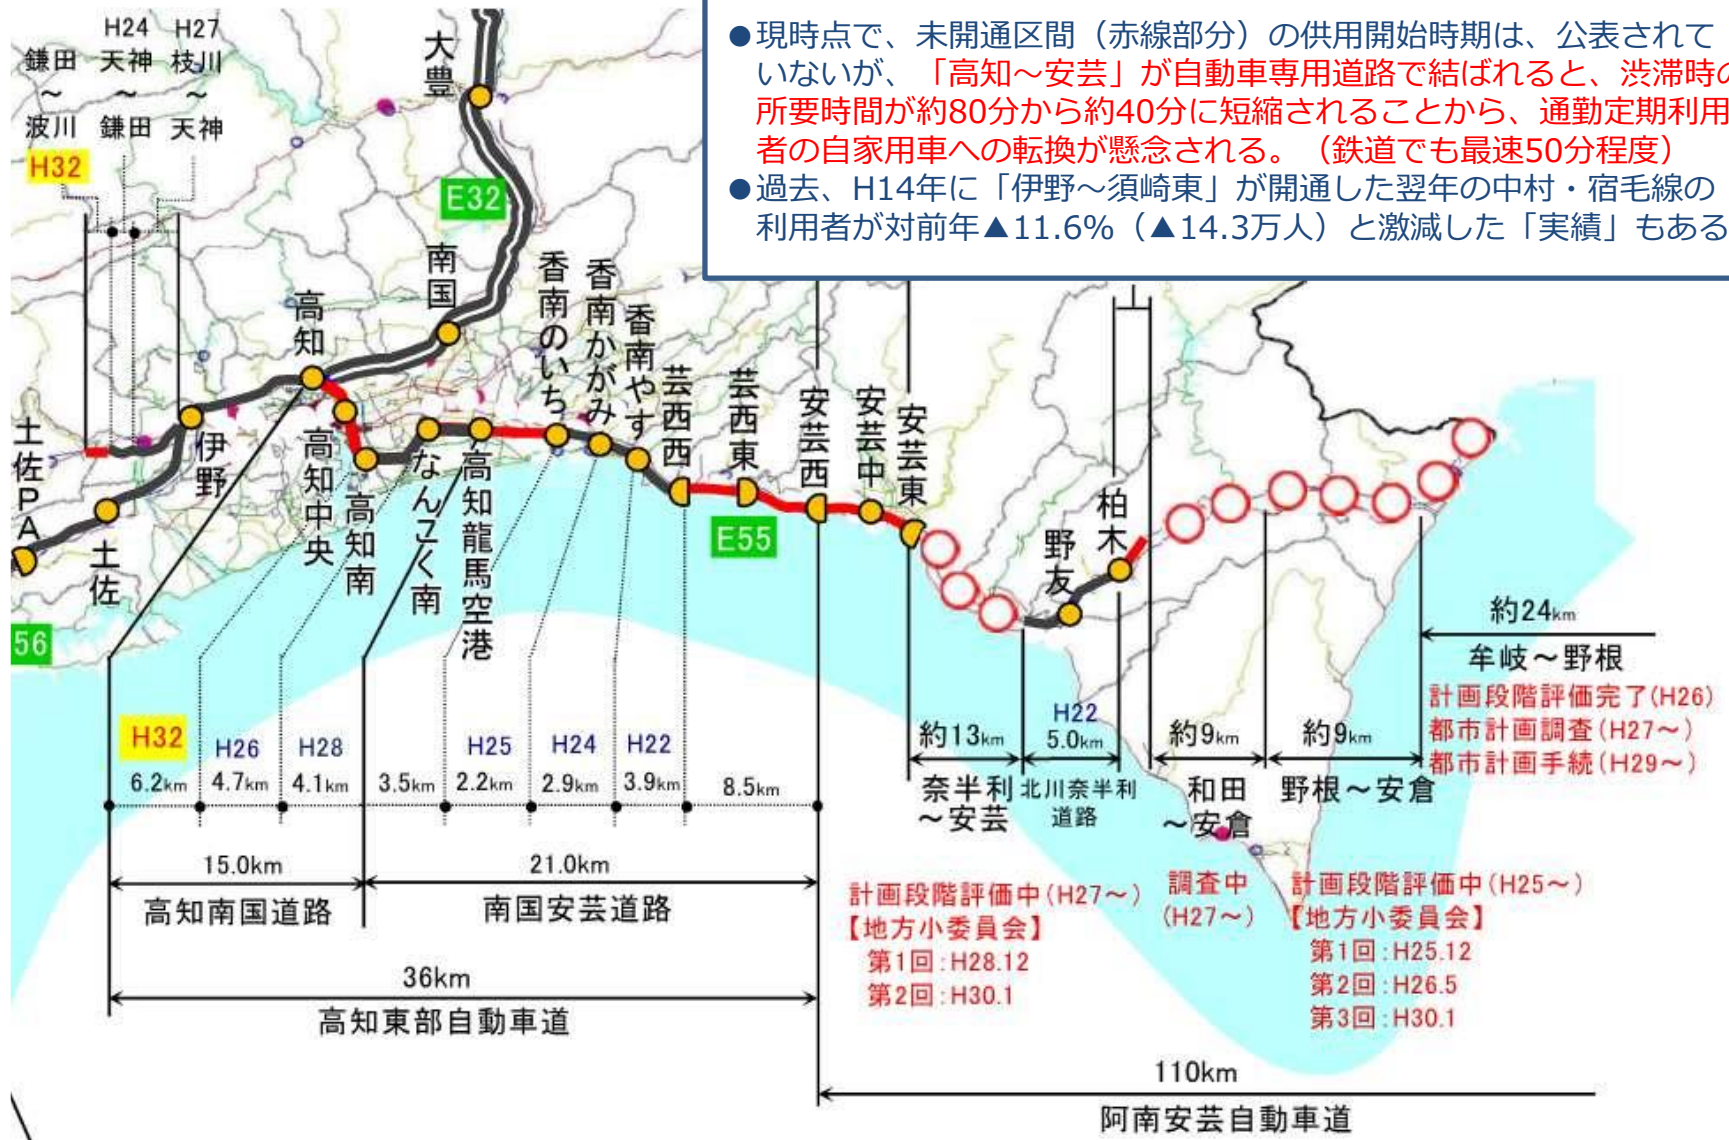 ●現時点で、未開通区間（赤線部分）の供用開始時期は、公表されて
いないが、「高知～安芸」が自動車専用道路で結ばれると、渋滞時の
所要時間が約80分から約40分に短縮されることから、通勤定期利用
者の自家用車への転換が懸念される。（鉄道でも最速50分程度）
●過去、H14年に「伊野～須崎東」が開通した翌年の中村・宿毛線の
利用者が対前年▲11.6%（▲14.3万人）と激減した「実績」もある
H24 H27
鎌田 天神 枝川
～ ～ ～
波川 鎌田 天神
H32
大豊
E32
南国
高知
香南のいち
香南かがみ
香南やす
芸西西
芸西東
安芸西
安芸中
安芸東
土佐PA
土佐
伊野
高知中央
高知南
なんこく南
高知龍馬空港
E55
56
野友
柏木
約24km
牟岐～野根
計画段階評価完了(H26)
都市計画調査(H27～)
都市計画手続(H29～)
H32 H26 H28 H25 H24 H22
6.2km 4.7km 4.1km 3.5km 2.2km 2.9km 3.9km 8.5km
約13km
奈半利
～安芸
H22
5.0km
北川奈半利
道路
約9km
和田
～安倉
約9km
野根～安倉
15.0km
高知南国道路
21.0km
南国安芸道路
36km
高知東部自動車道
計画段階評価中(H27～)
【地方小委員会】
第1回:H28.12
第2回:H30.1
調査中
(H27～)
計画段階評価中(H25～)
【地方小委員会】
第1回:H25.12
第2回:H26.5
第3回:H30.1
110km
阿南安芸自動車道